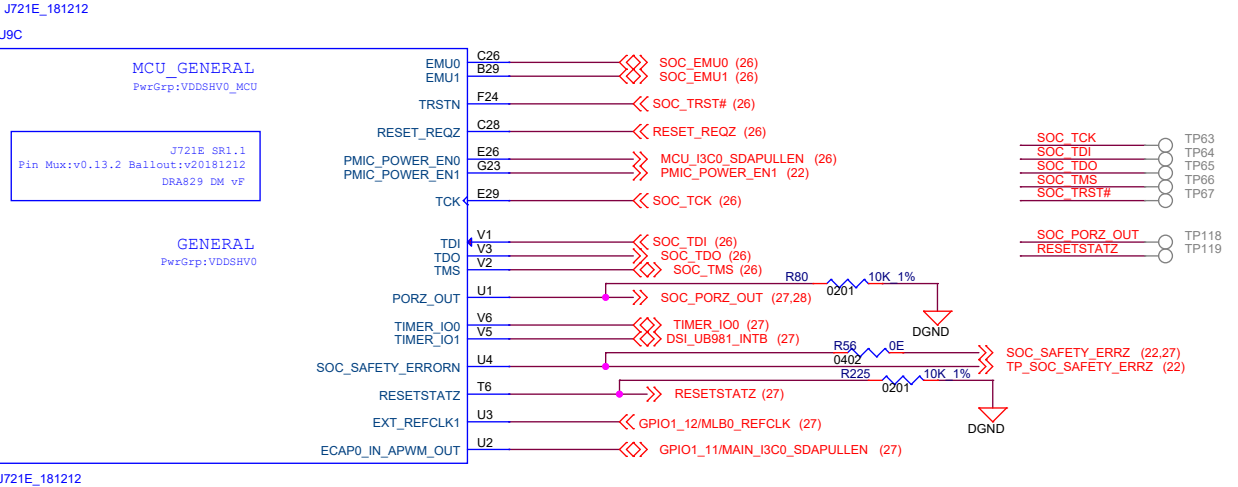 J721E_181212
U9C
MCU_GENERAL
PwrGrp:VDDSHV0_MCU
J721E SR1.1
Pin Mux:v0.13.2 Ballout:v20181212
DRA829 DM vF
GENERAL
PwrGrp:VDDSHV0
EMU0 C26 SOC_EMU0 (26)
EMU1 B29 SOC_EMU1 (26)
TRSTN F24 SOC_TRST# (26)
RESET_REQZ C28 RESET_REQZ (26)
PMIC_POWER_EN0 E26 MCU_I3C0_SDAPULLEN (26)
PMIC_POWER_EN1 G23 PMIC_POWER_EN1 (22)
TCK E29 SOC_TCK (26)
TDI V1 SOC_TDI (26)
TDO V3 SOC_TDO (26)
TMS V2 SOC_TMS (26)
R80 10K_1%
0201
PORZ_OUT U1 SOC_PORZ_OUT (27,28)
DGND
TIMER_IO0 V6 TIMER_IO0 (27)
TIMER_IO1 V5 DSI_UB981_INTB (27)
R56 0E SOC_SAFETY_ERRZ (22,27)
0402
SOC_SAFETY_ERRORN U4 TP_SOC_SAFETY_ERRZ (22)
R225 10K_1%
0201
RESETSTATZ T6 RESETSTATZ (27)
DGND
EXT_REFCLK1 U3 GPIO1_12/MLB0_REFCLK (27)
ECAP0_IN_APWM_OUT U2 GPIO1_11/MAIN_I3C0_SDAPULLEN (27)
SOC_TCK TP63
SOC_TDI TP64
SOC_TDO TP65
SOC_TMS TP66
SOC_TRST# TP67
SOC_PORZ_OUT TP118
RESETSTATZ TP119
J721E_181212